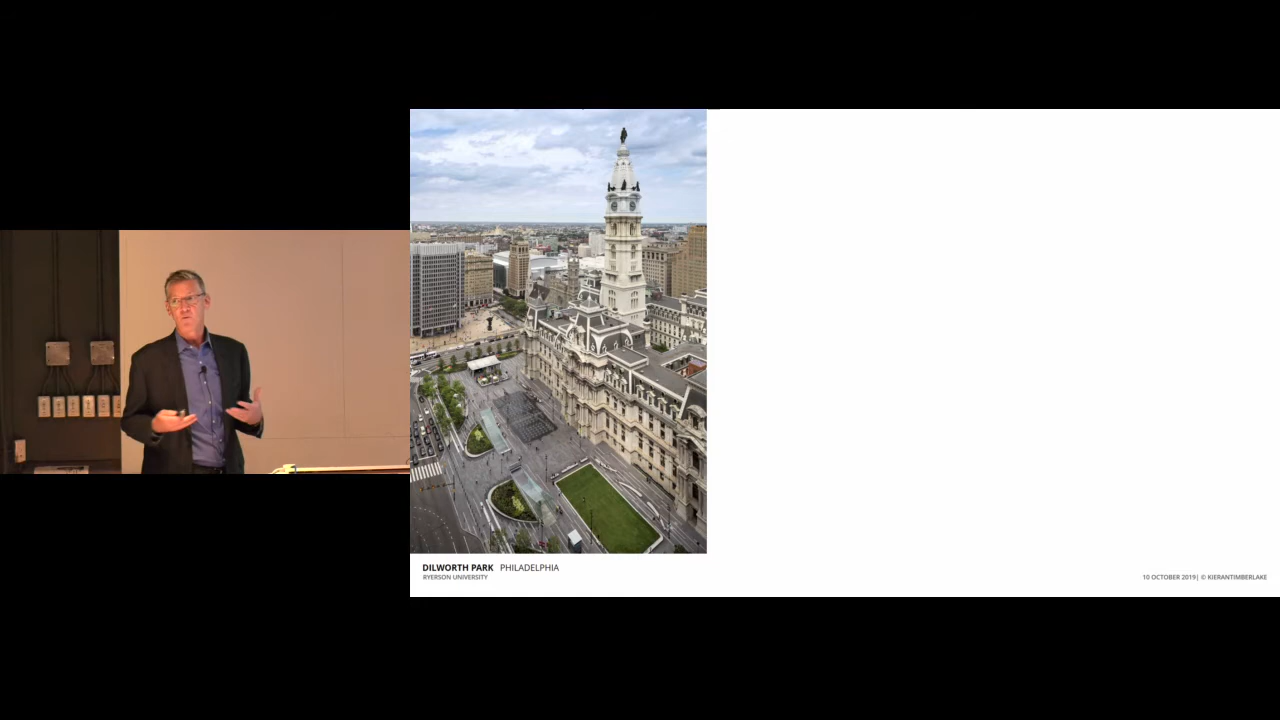 DILWORTH PARK PHILADELPHIA
RYERSON UNIVERSITY
10 OCTOBER 2019| © KIERANTIMBERLAKE